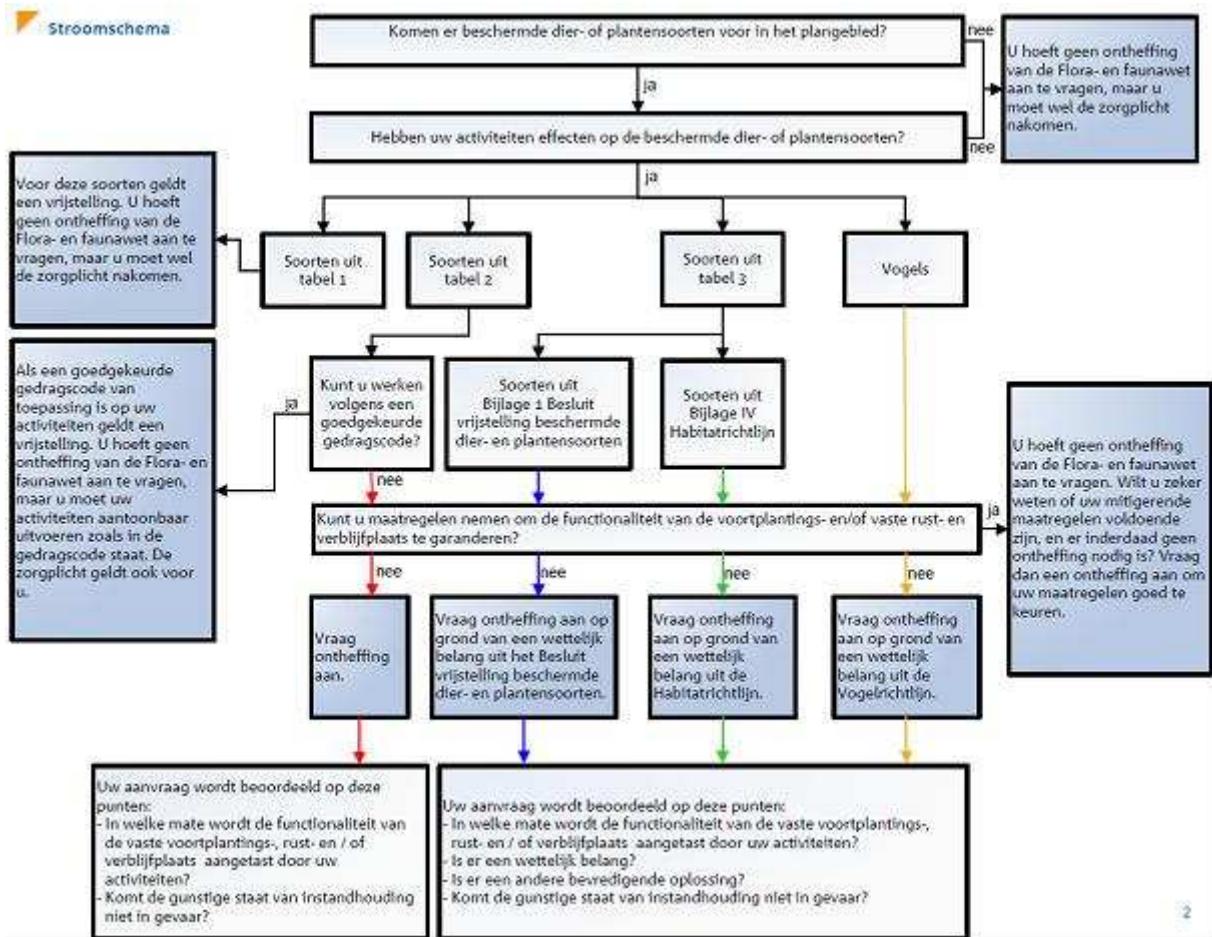 Stroomschema
Komen er beschermde dier- of plantensoorten voor in het plangebied?
nee
U hoeft geen ontheffing
van de Flora- en faunawet
aan te vragen, maar u
moet wel de zorgplicht
nakomen.
ja
Hebben uw activiteiten effecten op de beschermde dier- of plantensoorten?
nee
ja
Voor deze soorten geldt
een vrijstelling. U hoeft
geen ontheffing van de
Flora- en faunawet aan te
vragen, maar u moet wel
de zorgplicht nakomen.
Soorten uit
tabel 1
Soorten uit
tabel 2
Soorten uit
tabel 3
Vogels
Als een goedgekeurde
gedragscode van
toepassing is op uw
activiteiten geldt een
vrijstelling. U hoeft geen
ontheffing van de Flora- en
faunawet aan te vragen,
maar u moet uw
activiteiten aantoonbaar
uitvoeren zoals in de
gedragscode staat. De
zorgplicht geldt ook voor
u.
ja
Kunt u werken
volgens een
goedgekeurde
gedragscode?
Soorten uit
Bijlage 1 Besluit
vrijstelling beschermde
dier- en plantensoorten
Soorten uit
Bijlage IV
Habitatrichtlijn
nee
Kunt u maatregelen nemen om de functionaliteit van de voortplantings- en/of vaste rust- en
verblijfplaats te garanderen?
ja
U hoeft geen ontheffing
van de Flora- en faunawet
aan te vragen. Wilt u zeker
weten of uw mitigerende
maatregelen voldoende
zijn, en er inderdaad geen
ontheffing nodig is? Vraag
dan een ontheffing aan om
uw maatregelen goed te
keuren.
nee
nee
nee
nee
Vraag
ontheffing
aan.
Vraag ontheffing aan op
grond van een wettelijk
belang uit het Besluit
vrijstelling beschermde
dier- en plantensoorten.
Vraag ontheffing
aan op grond van
een wettelijk
belang uit de
Habitatrichtlijn.
Vraag ontheffing
aan op grond van
een wettelijk
belang uit de
Vogelrichtlijn.
Uw aanvraag wordt beoordeeld op deze
punten:
- In welke mate wordt de functionaliteit van
de vaste voortplantings-, rust- en / of
verblijfplaats aangetast door uw
activiteiten?
- Komt de gunstige staat van instandhouding
niet in gevaar?
Uw aanvraag wordt beoordeeld op deze punten:
- In welke mate wordt de functionaliteit van de vaste voortplantings-,
rust- en / of verblijfplaats aangetast door uw activiteiten?
- Is er een wettelijk belang?
- Is er een andere bevredigende oplossing?
- Komt de gunstige staat van instandhouding niet in gevaar?
2